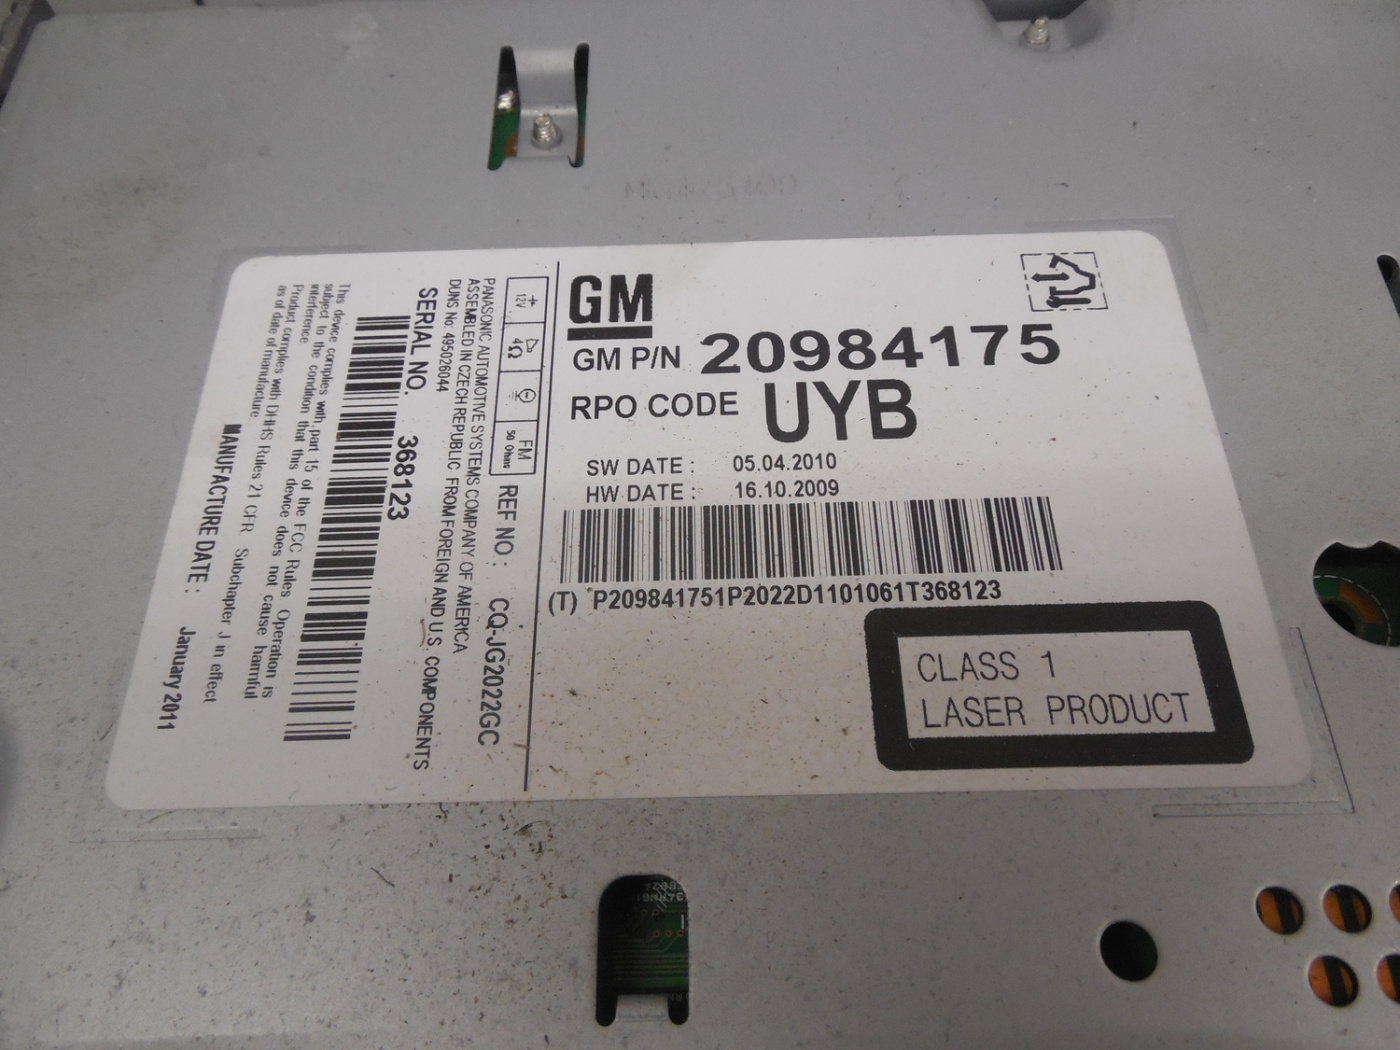 GM
GM P/N 20984175
RPO CODE UYB
SW DATE : 05.04.2010
HW DATE : 16.10.2009
(T) P209841751P2022D1101061T368123
CLASS 1
LASER PRODUCT
+ 12V
4Ω
FM 50 Ohms
REF NO : CQ-JG2022GC
PANASONIC AUTOMOTIVE SYSTEMS COMPANY OF AMERICA
ASSEMBLED IN CZECH REPUBLIC FROM FOREIGN AND U.S. COMPONENTS
DUNS No: 495026044
SERIAL NO. 368123
This device complies with part 15 of the FCC Rules. Operation is
subject to the condition that this device does not cause harmful
interference.
Product complies with DHHS Rules 21 CFR. Subchapter J in effect
as of date of manufacture.
MANUFACTURE DATE : January 2011